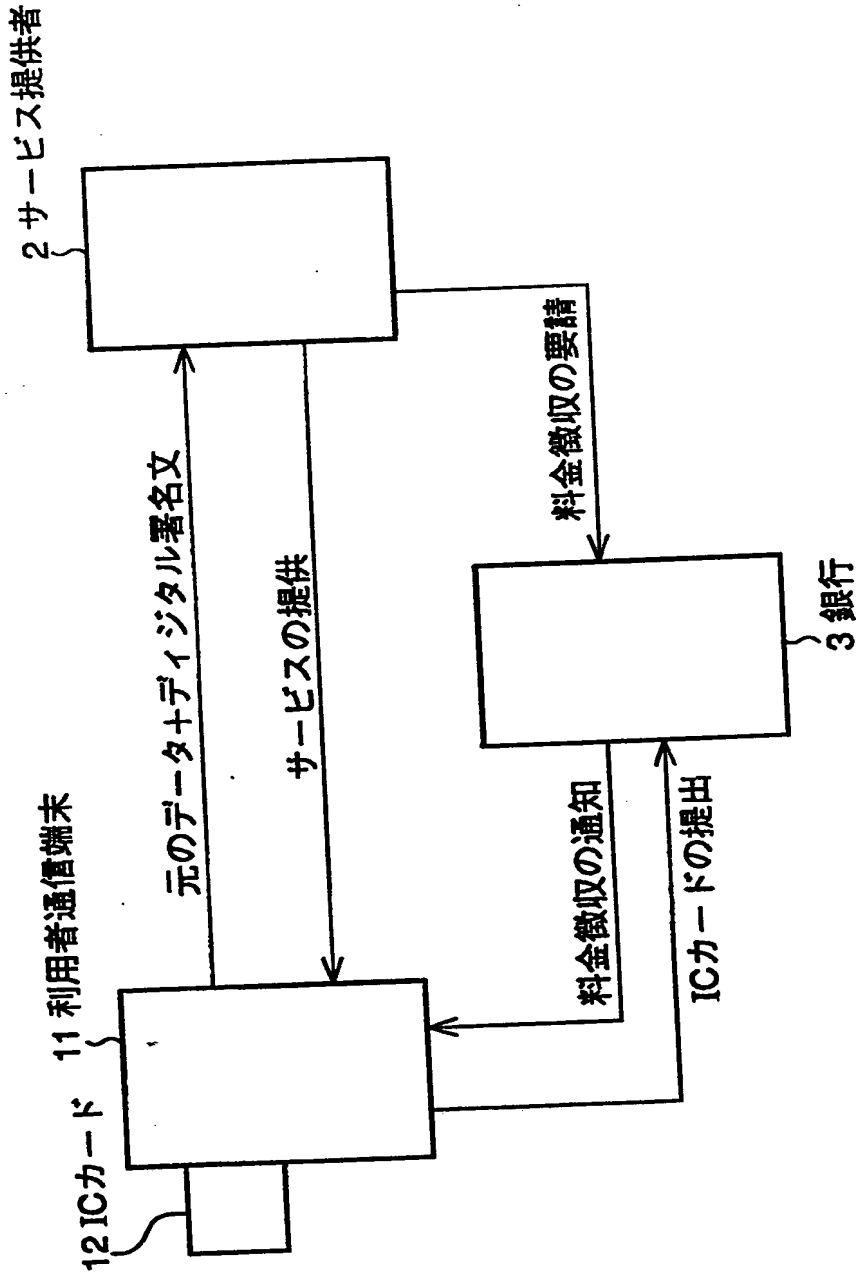 12 ICカード
11 利用者通信端末
2 サービス提供者
元のデータ+ディジタル署名文
サービスの提供
料金徴収の要請
料金徴収の通知
ICカードの提出
3 銀行